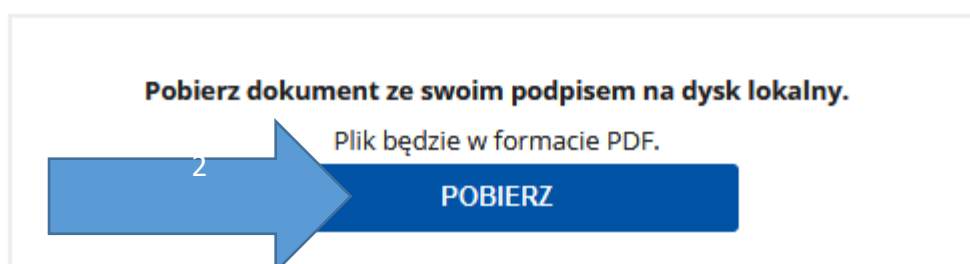 Pobierz dokument ze swoim podpisem na dysk lokalny.
Plik będzie w formacie PDF.
2
POBIERZ